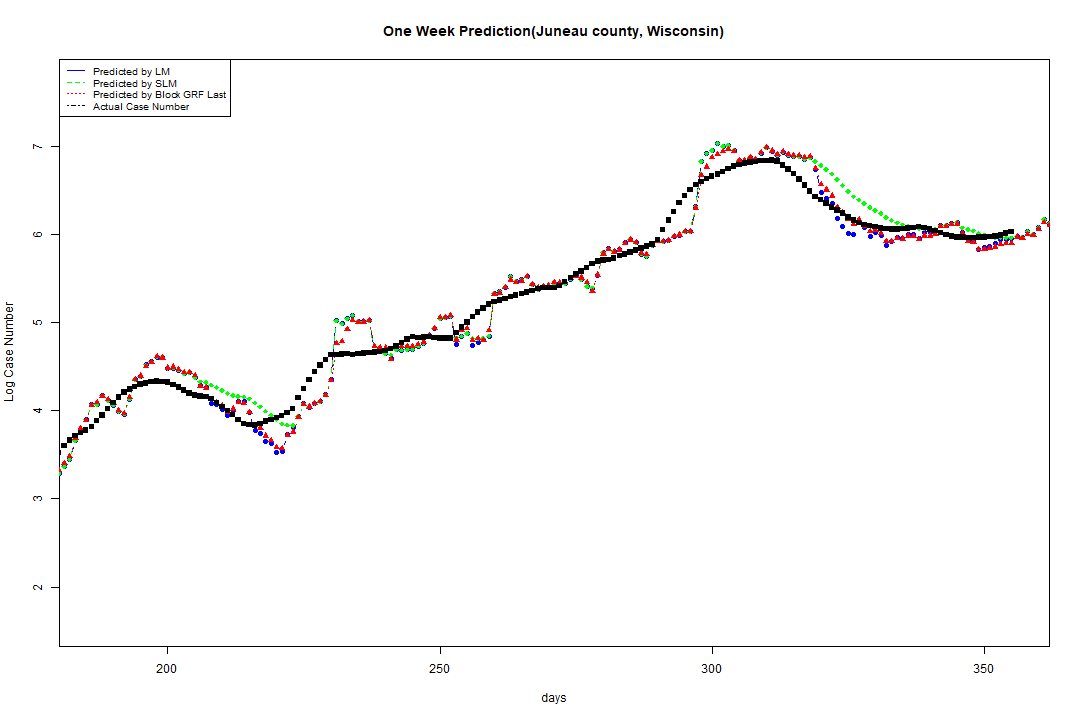 One Week Prediction(Juneau county, Wisconsin)
Predicted by LM
Predicted by SLM
Predicted by Block GRF Last
Actual Case Number
Log Case Number
7
6
5
4
3
2
200 250 300 350
days